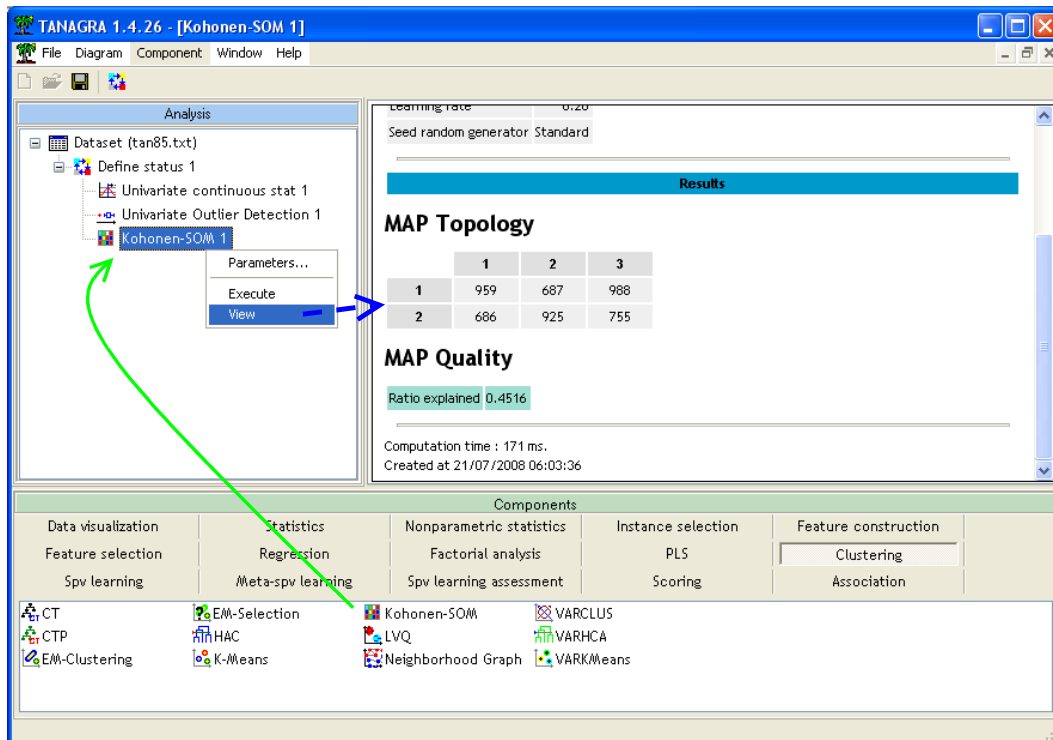 TANAGRA 1.4.26 - [Kohonen-SOM 1]
File Diagram Component Window Help
Analysis
Dataset (tan85.txt)
Define status 1
Univariate continuous stat 1
Univariate Outlier Detection 1
Kohonen-SOM 1
Parameters...
Execute
View
Learning rate 0.20
Seed random generator Standard
Results
MAP Topology
1 2 3
1 959 687 988
2 686 925 755
MAP Quality
Ratio explained 0.4516
Computation time : 171 ms.
Created at 21/07/2008 06:03:36
Components
Data visualization Statistics Nonparametric statistics Instance selection Feature construction
Feature selection Regression Factorial analysis PLS Clustering
Spv learning Meta-spv learning Spv learning assessment Scoring Association
CT EM-Selection Kohonen-SOM VARCLUS
CTP HAC LVQ VARHCA
EM-Clustering K-Means Neighborhood Graph VARKMeans